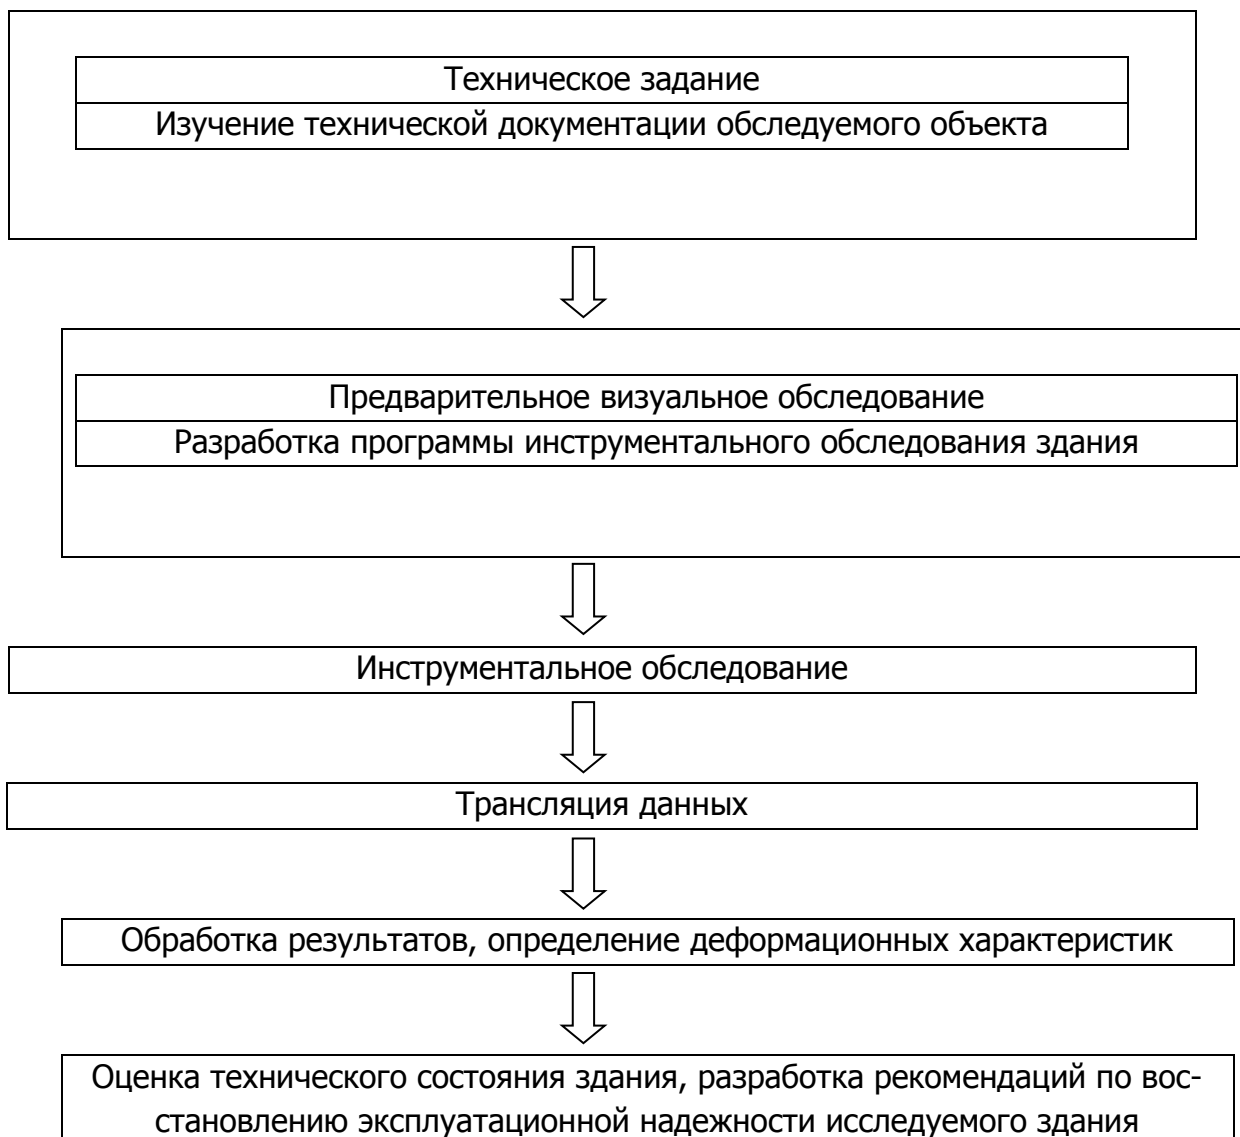 Техническое задание
Изучение технической документации обследуемого объекта
Предварительное визуальное обследование
Разработка программы инструментального обследования здания
Инструментальное обследование
Трансляция данных
Обработка результатов, определение деформационных характеристик
Оценка технического состояния здания, разработка рекомендаций по вос-
становлению эксплуатационной надежности исследуемого здания